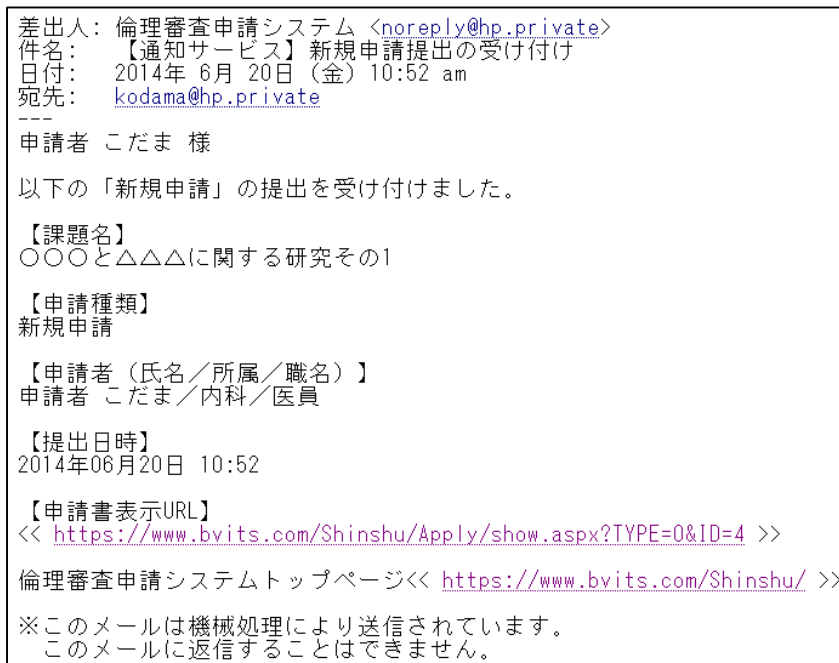 差出人: 倫理審査申請システム <noreply@hp.private>
件名: 【通知サービス】新規申請提出の受け付け
日付: 2014年 6月 20日 (金) 10:52 am
宛先: kodama@hp.private
---
申請者 こだま 様
以下の「新規申請」の提出を受け付けました。
【課題名】
○○○と△△△に関する研究その1
【申請種類】
新規申請
【申請者(氏名/所属/職名)】
申請者 こだま/内科/医員
【提出日時】
2014年06月20日 10:52
【申請書表示URL】
<< https://www.bvits.com/Shinshu/Apply/show.aspx?TYPE=0&ID=4 >>
倫理審査申請システムトップページ<< https://www.bvits.com/Shinshu/ >>
※このメールは機械処理により送信されています。
このメールに返信することはできません。